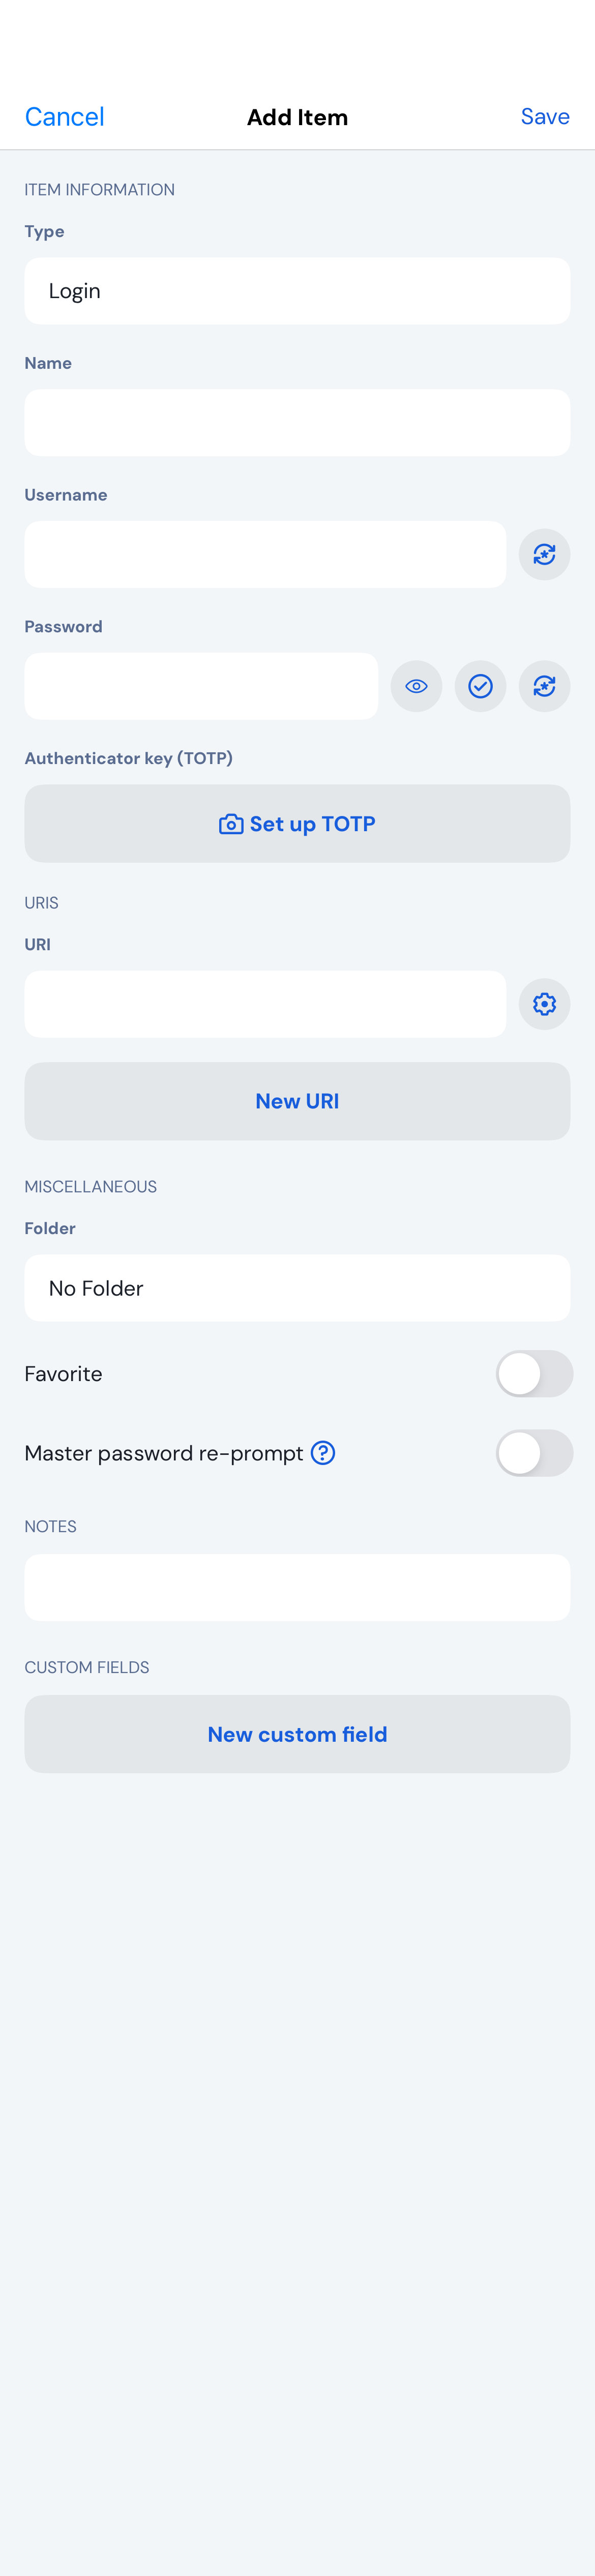 Cancel Add Item Save
ITEM INFORMATION
Type
Login
Name
Username
Password
Authenticator key (TOTP)
Set up TOTP
URIS
URI
New URI
MISCELLANEOUS
Folder
No Folder
Favorite
Master password re-prompt
NOTES
CUSTOM FIELDS
New custom field